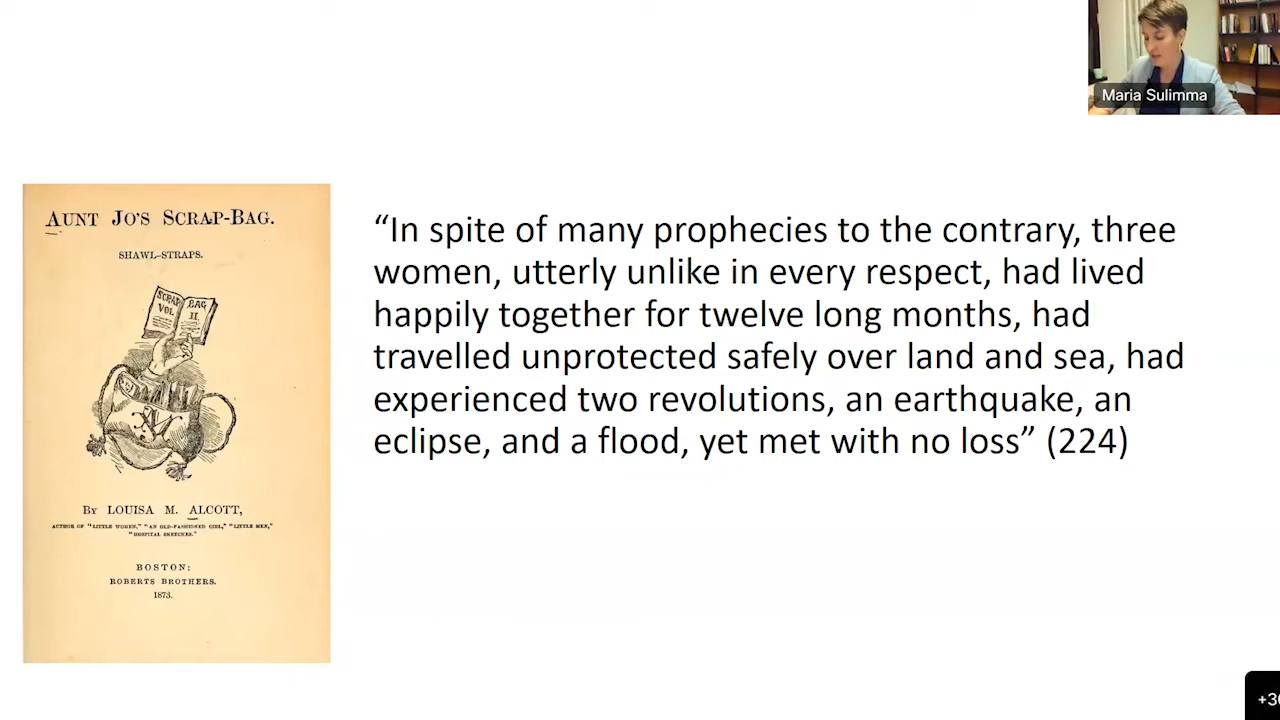 Maria Sulimma
AUNT JO'S SCRAP-BAG.
SHAWL-STRAPS.
SCRAP BAG
VOL II.
BY LOUISA M. ALCOTT,
AUTHOR OF "LITTLE WOMEN," "AN OLD-FASHIONED GIRL," "LITTLE MEN,"
"HOSPITAL SKETCHES."
BOSTON:
ROBERTS BROTHERS.
1873.
“In spite of many prophecies to the contrary, three
women, utterly unlike in every respect, had lived
happily together for twelve long months, had
travelled unprotected safely over land and sea, had
experienced two revolutions, an earthquake, an
eclipse, and a flood, yet met with no loss” (224)